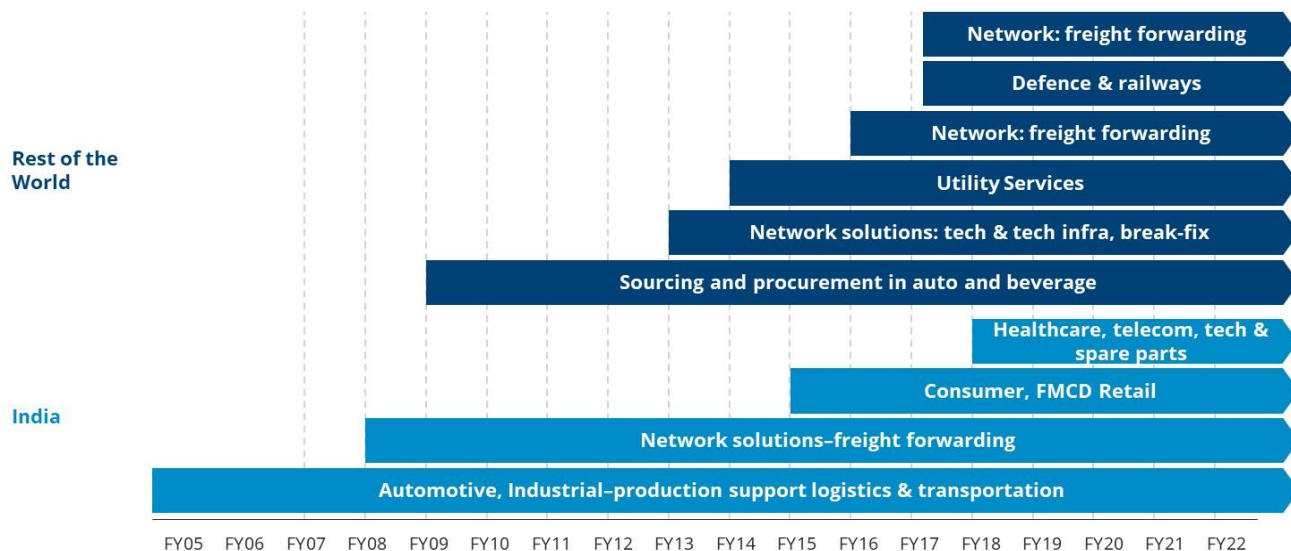 Network: freight forwarding
Defence & railways
Network: freight forwarding
Rest of the
World
Utility Services
Network solutions: tech & tech infra, break-fix
Sourcing and procurement in auto and beverage
Healthcare, telecom, tech &
spare parts
Consumer, FMCD Retail
India
Network solutions–freight forwarding
Automotive, Industrial–production support logistics & transportation
FY05 FY06 FY07 FY08 FY09 FY10 FY11 FY12 FY13 FY14 FY15 FY16 FY17 FY18 FY19 FY20 FY21 FY22